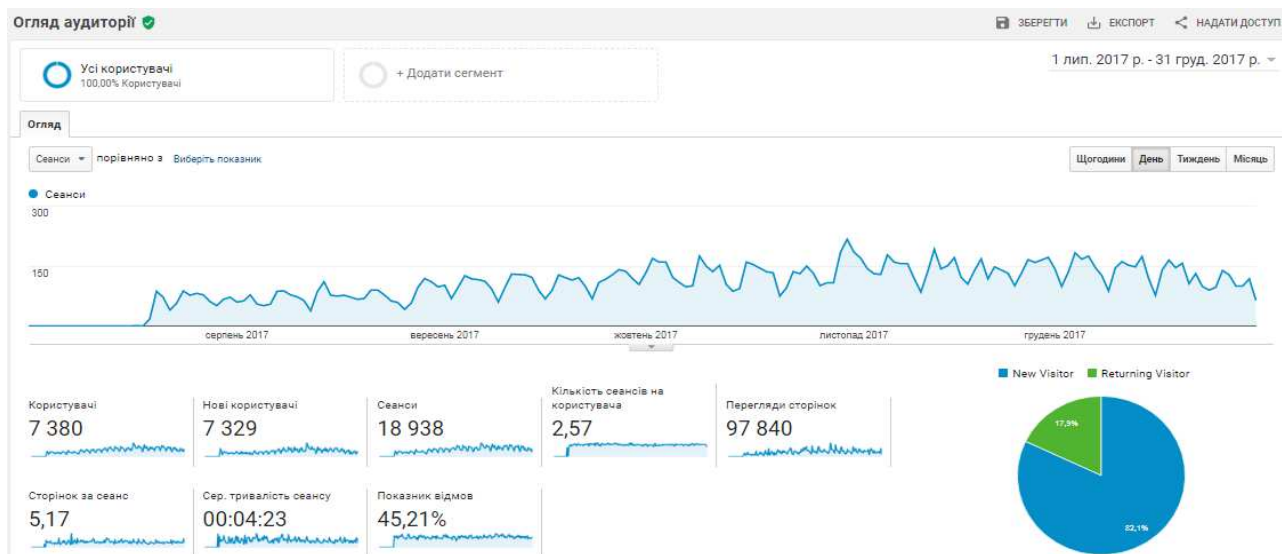 Огляд аудиторії
ЗБЕРЕГТИ ЕКСПОРТ НАДАТИ ДОСТУП
Усі користувачі
100,00% Користувачі
+ Додати сегмент
1 лип. 2017 р. - 31 груд. 2017 р.
Огляд
Сеанси порівняно з Виберіть показник
Щогодини День Тиждень Місяць
Сеанси
300
150
серпень 2017 вересень 2017 жовтень 2017 листопад 2017 грудень 2017
New Visitor Returning Visitor
Користувачі
7 380
Нові користувачі
7 329
Сеанси
18 938
Кількість сеансів на
користувача
2,57
Перегляди сторінок
97 840
17,9%
82,1%
Сторінок за сеанс
5,17
Сер. тривалість сеансу
00:04:23
Показник відмов
45,21%